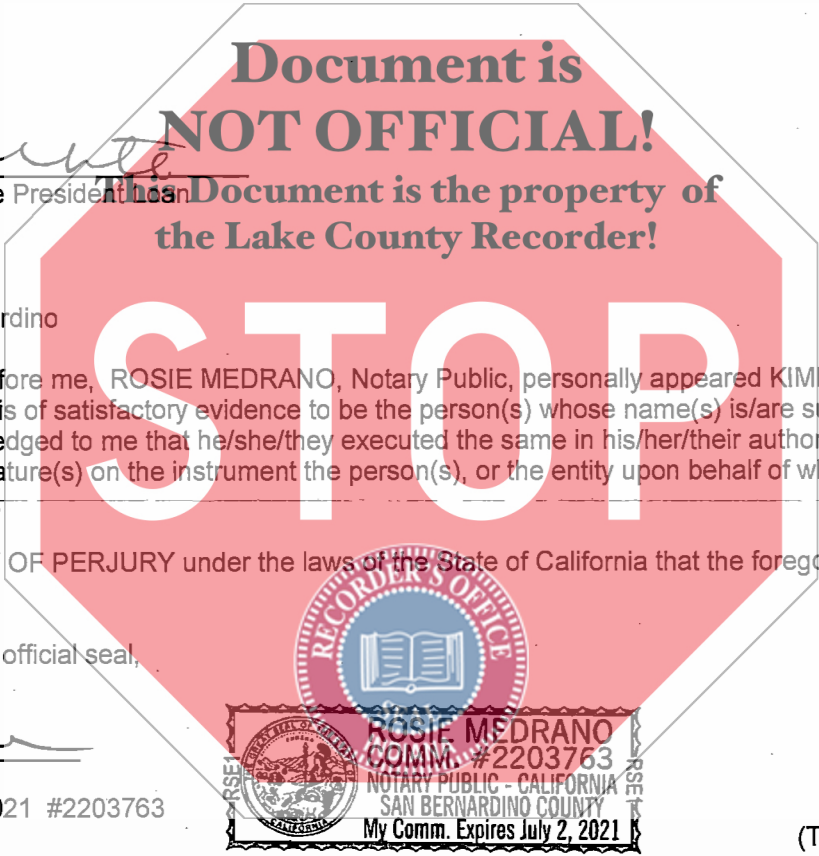 Document is
NOT OFFICIAL!
e President Loan
This Document is the property of
the Lake County Recorder!
rdino
STOP
fore me, ROSIE MEDRANO, Notary Public, personally appeared KIM
is of satisfactory evidence to be the person(s) whose name(s) is/are su
edged to me that he/she/they executed the same in his/her/their author
ature(s) on the instrument the person(s), or the entity upon behalf of wh
OF PERJURY under the laws of the State of California that the forego
RECORDER'S OFFICE
official seal,
ROSIE MEDRANO
COMM. #2203763
NOTARY PUBLIC - CALIFORNIA
SAN BERNARDINO COUNTY
My Comm. Expires July 2, 2021
RSE1
RSE
CALIFORNIA
021 #2203763
(T